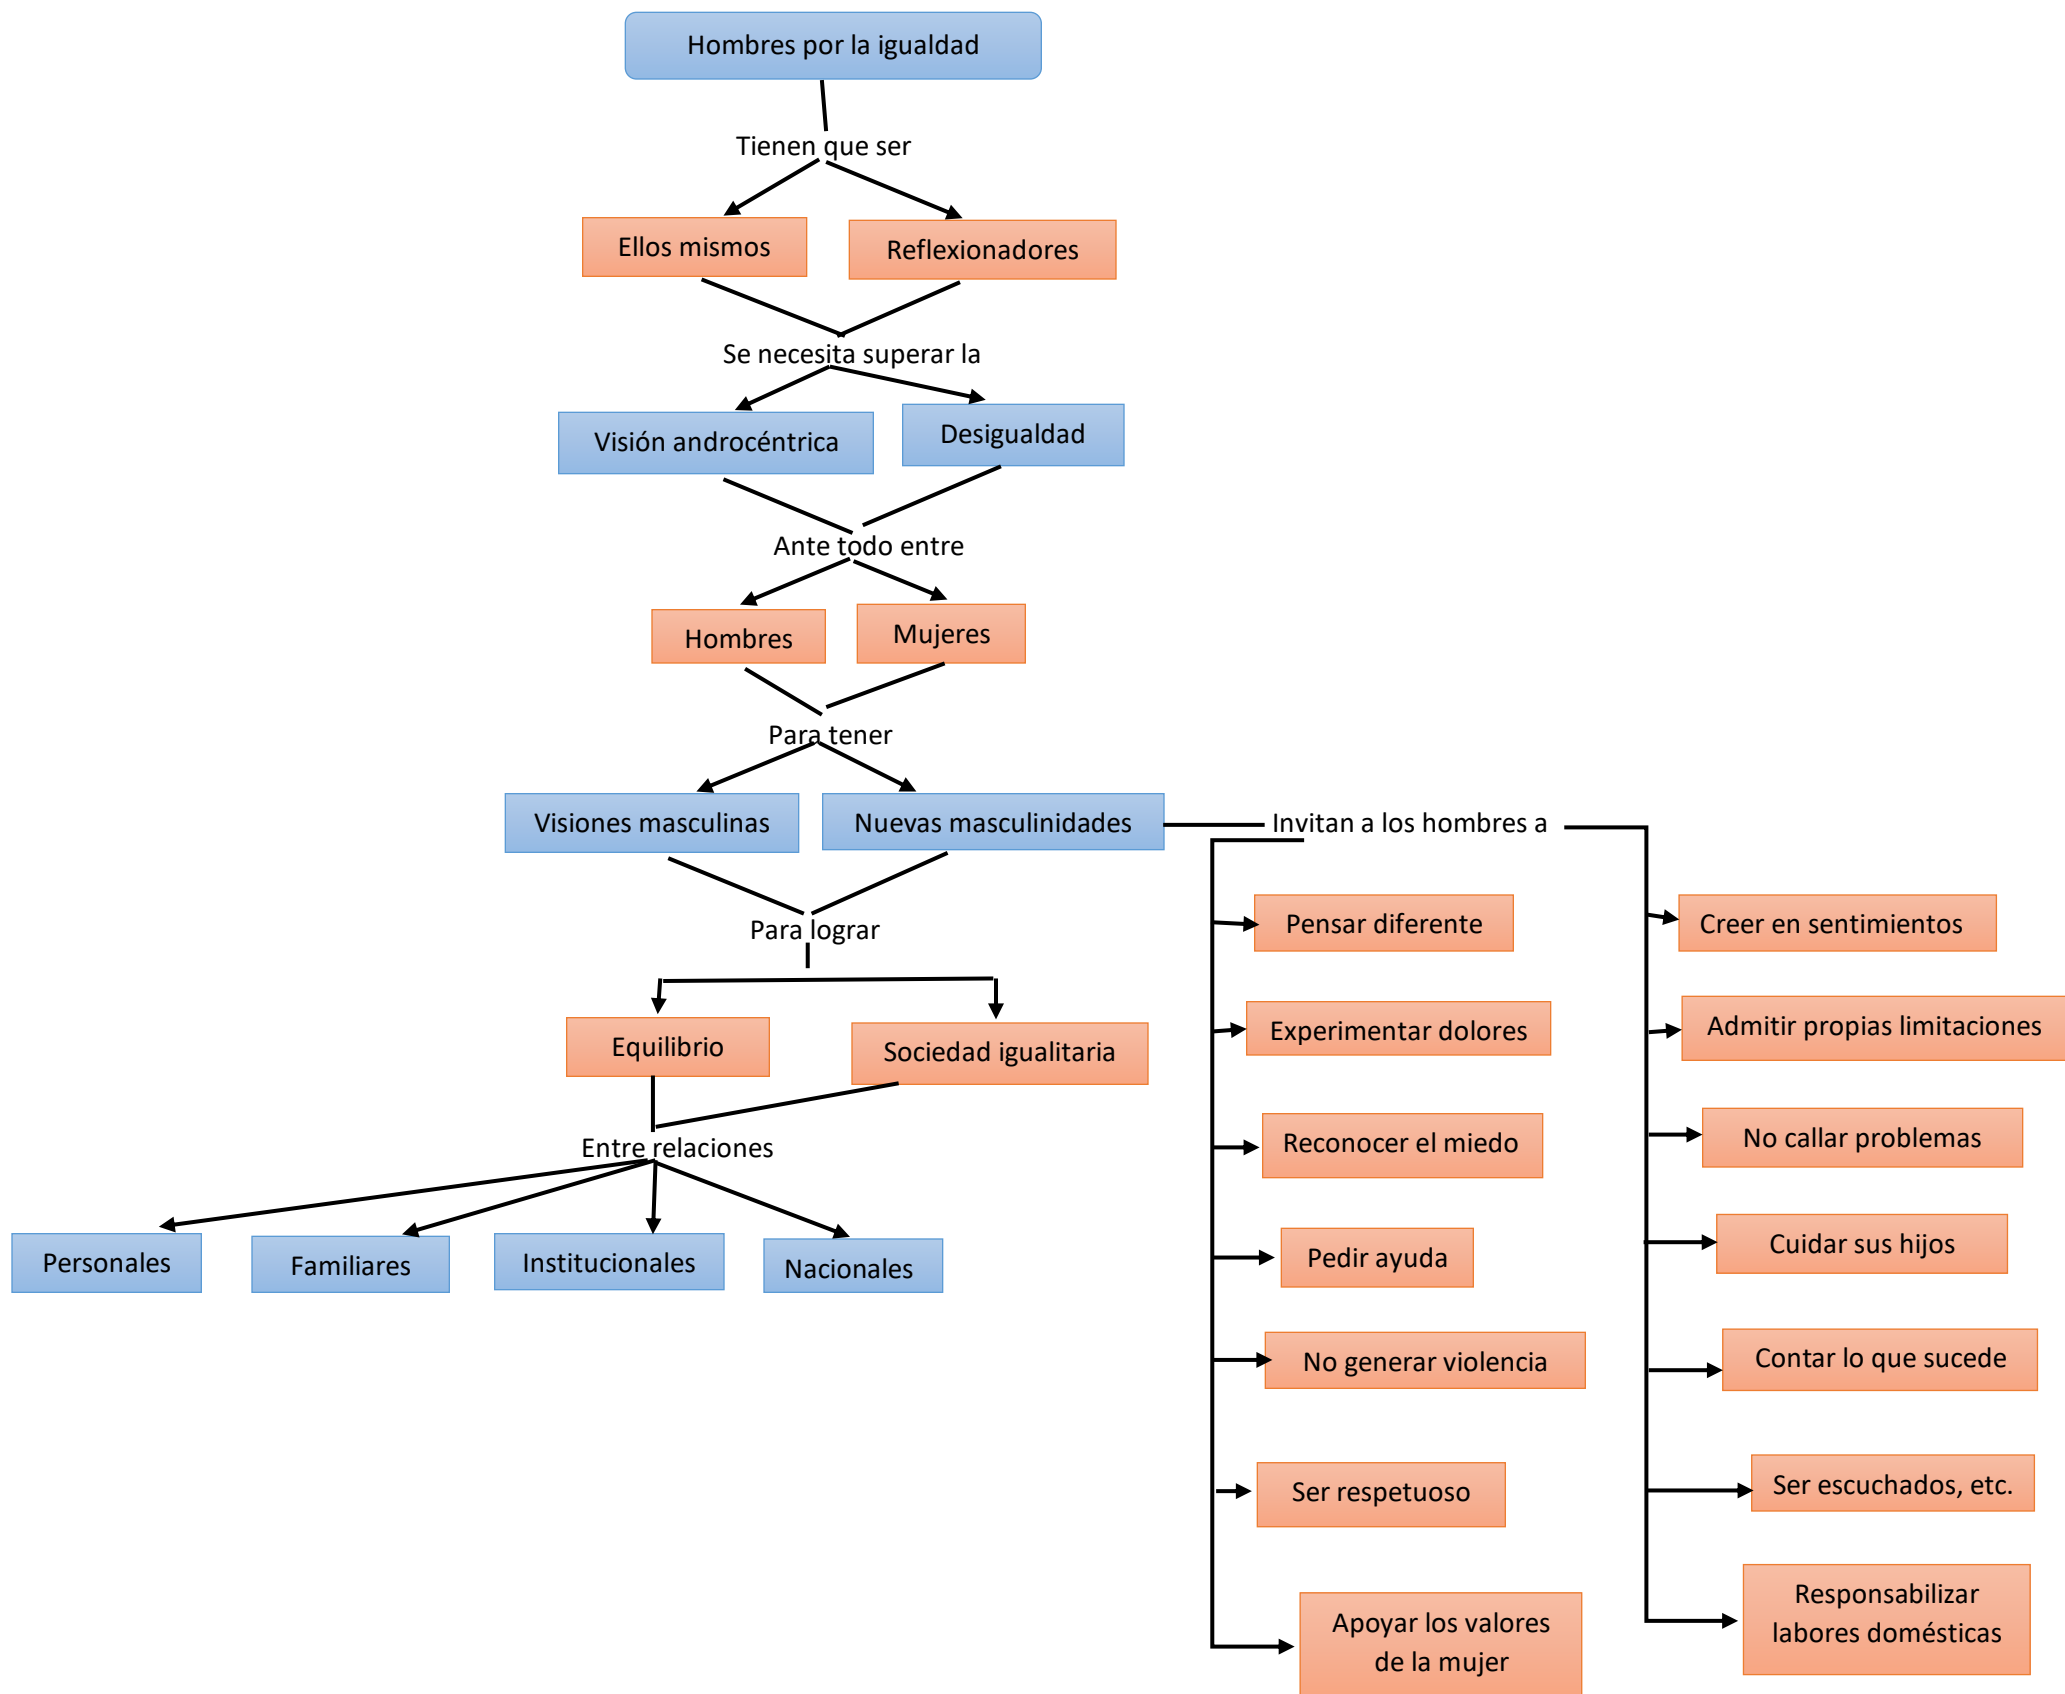 Hombres por la igualdad
Tienen que ser
Ellos mismos
Reflexionadores
Se necesita superar la
Visión androcéntrica
Desigualdad
Ante todo entre
Hombres
Mujeres
Para tener
Visiones masculinas
Nuevas masculinidades
Invitan a los hombres a
Para lograr
Equilibrio
Sociedad igualitaria
Entre relaciones
Personales
Familiares
Institucionales
Nacionales
Pensar diferente
Experimentar dolores
Reconocer el miedo
Pedir ayuda
No generar violencia
Ser respetuoso
Apoyar los valores
de la mujer
Creer en sentimientos
Admitir propias limitaciones
No callar problemas
Cuidar sus hijos
Contar lo que sucede
Ser escuchados, etc.
Responsabilizar
labores domésticas